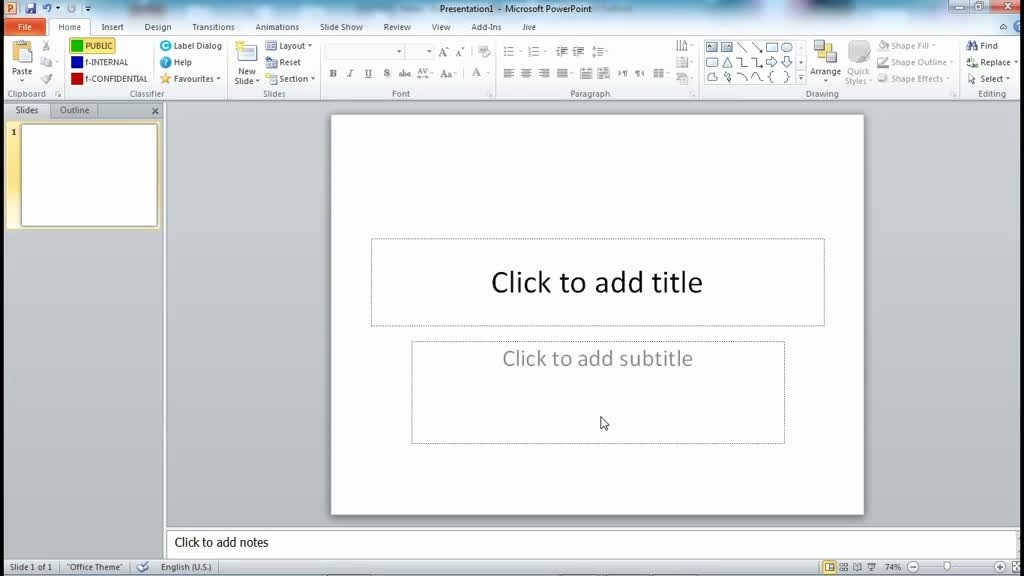 Presentation1 - Microsoft PowerPoint
File Home Insert Design Transitions Animations Slide Show Review View Add-Ins Jive
PUBLIC
f-INTERNAL
f-CONFIDENTIAL
Label Dialog
Help
Favourites
Paste
New
Slide
Layout
Reset
Section
B I U S abc AV Aa A
Arrange
Quick
Styles
Shape Fill
Shape Outline
Shape Effects
Find
Replace
Select
Clipboard Classifier Slides Font Paragraph Drawing Editing
Slides Outline
1
Click to add title
Click to add subtitle
Click to add notes
Slide 1 of 1 "Office Theme" English (U.S.) 74%